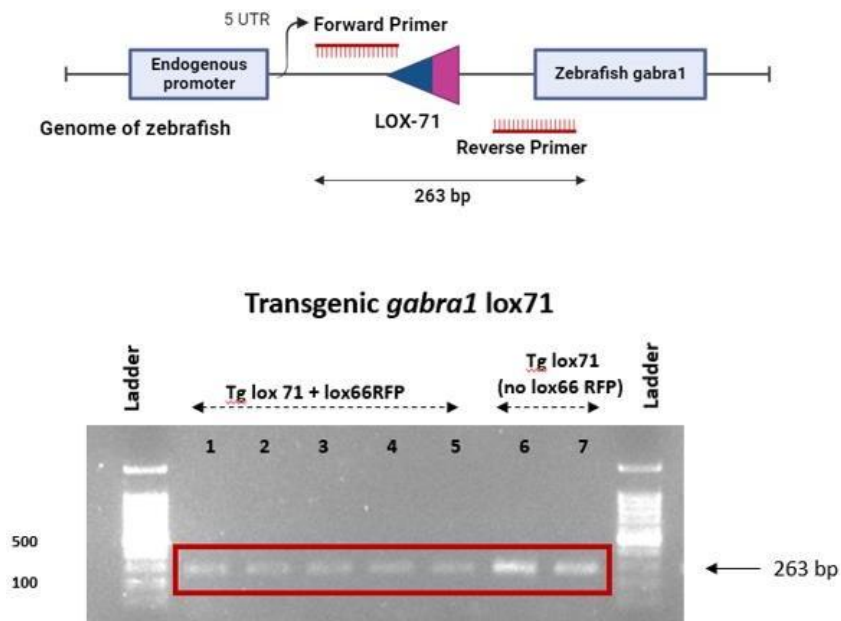 5 UTR
Forward Primer
Endogenous
promoter
Zebrafish gabra1
LOX-71
Genome of zebrafish
Reverse Primer
263 bp
Transgenic gabra1 lox71
Ladder
Tg lox 71 + lox66RFP
Tg lox71
(no lox66 RFP)
Ladder
1 2 3 4 5 6 7
500
100
263 bp